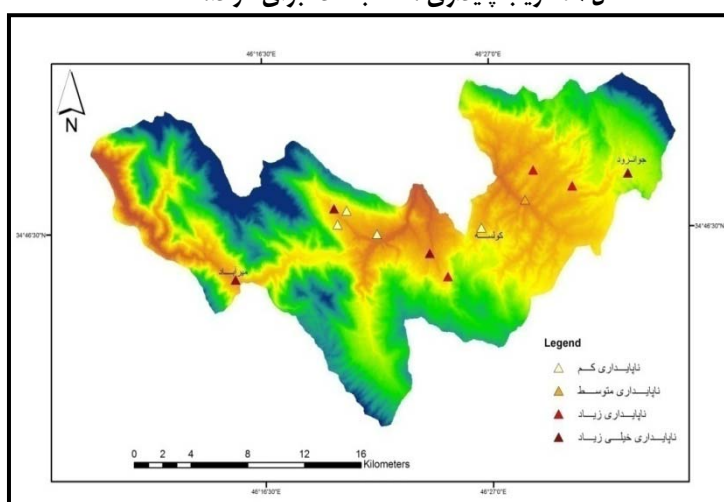 46°16'30"E 46°27'0"E
N
جوانرود
34°46'30"N 34°46'30"N
میرآباد
Legend
ناپایداری کم
ناپایداری متوسط
ناپایداری زیاد
ناپایداری خیلی زیاد
0 2 4 8 12 16
Kilometers
46°16'30"E 46°27'0"E